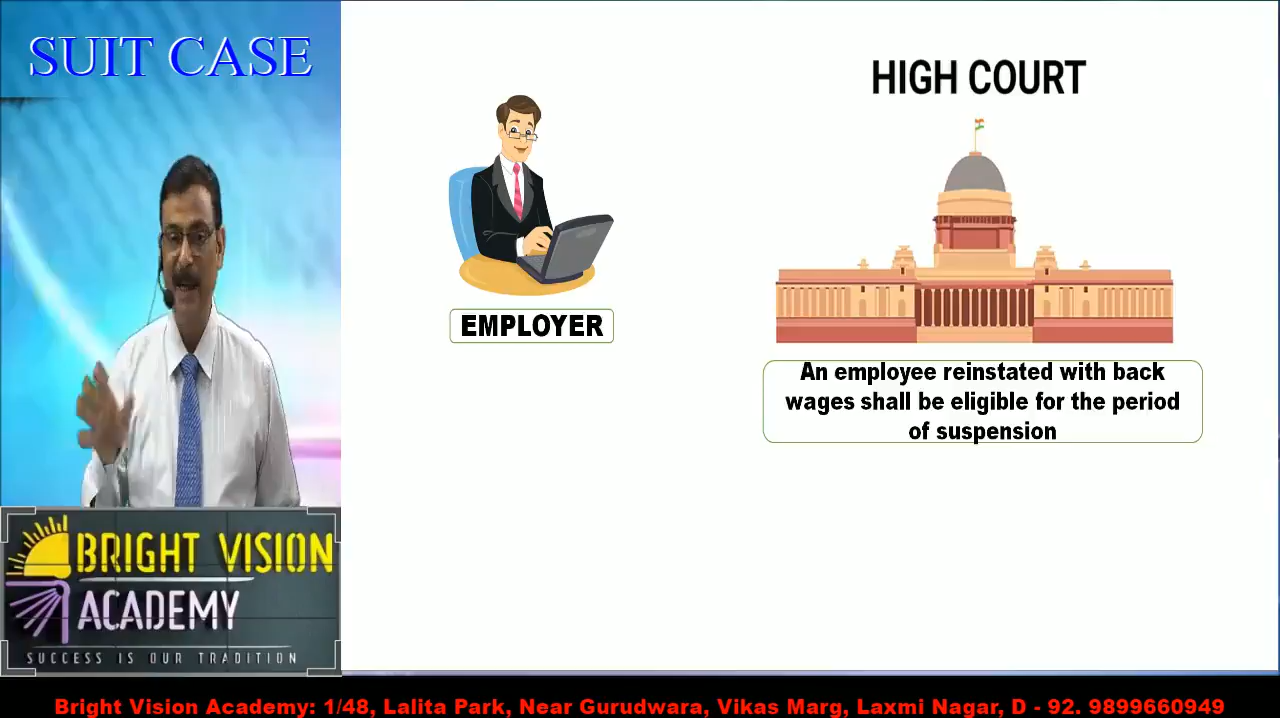 SUIT CASE
HIGH COURT
EMPLOYER
An employee reinstated with back
wages shall be eligible for the period
of suspension
BRIGHT VISION
ACADEMY
SUCCESS IS OUR TRADITION
Bright Vision Academy: 1/48, Lalita Park, Near Gurudwara, Vikas Marg, Laxmi Nagar, D - 92. 9899660949